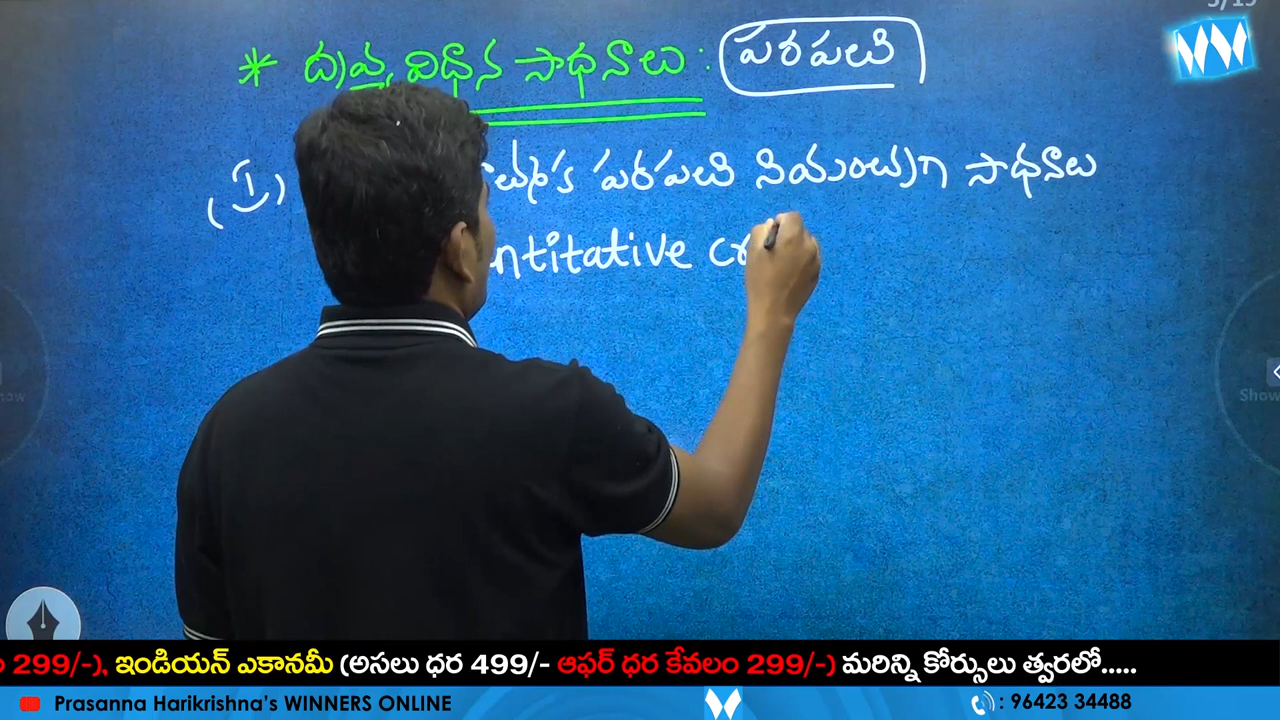 * ద్రవ్య విధాన సాధనాలు : పరపతి
(1) పరపతి నియంత్రణ సాధనాలు
ntitative
Show
ం 299/-), ఇండియన్ ఎకానమీ (అసలు ధర 499/- ఆఫర్ ధర కేవలం 299/-) మరిన్ని కోర్సులు త్వరలో.....
Prasanna Harikrishna's WINNERS ONLINE
: 96423 34488